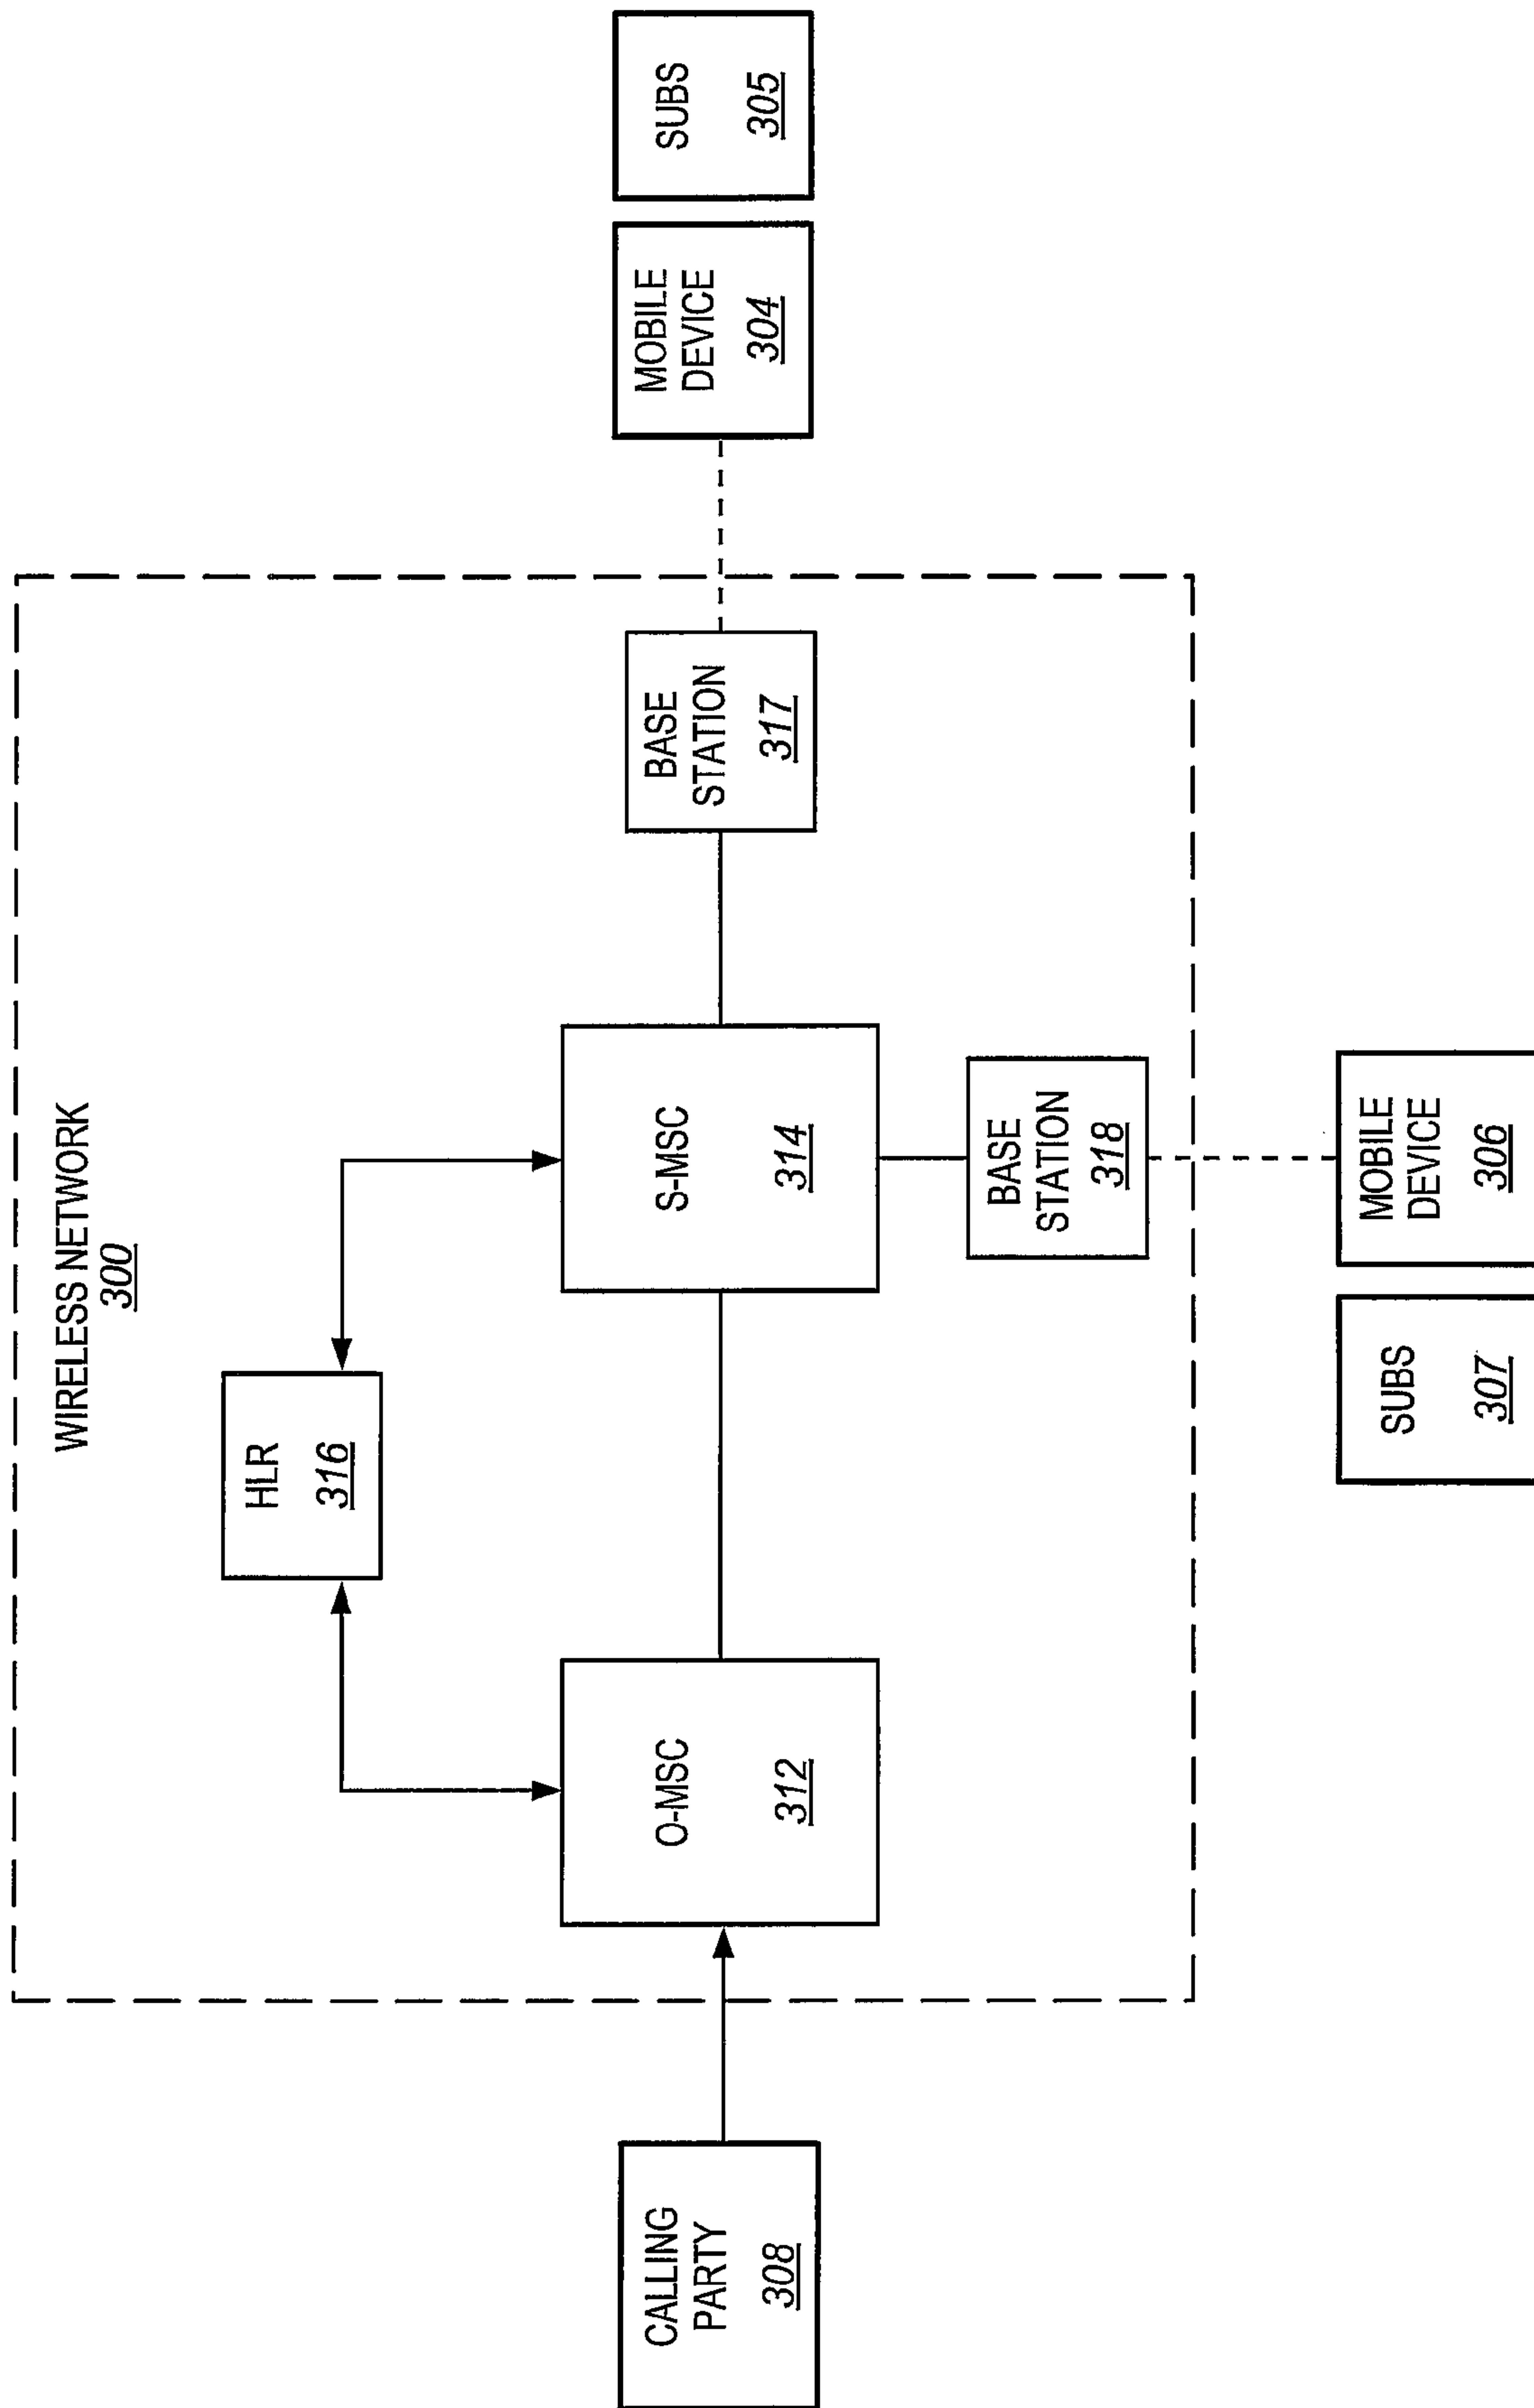 WIRELESS NETWORK
300
HLR
316
CALLING
PARTY
308
O-MSC
312
S-MSC
314
BASE
STATION
317
MOBILE
DEVICE
304
SUBS
305
BASE
STATION
318
SUBS
307
MOBILE
DEVICE
306